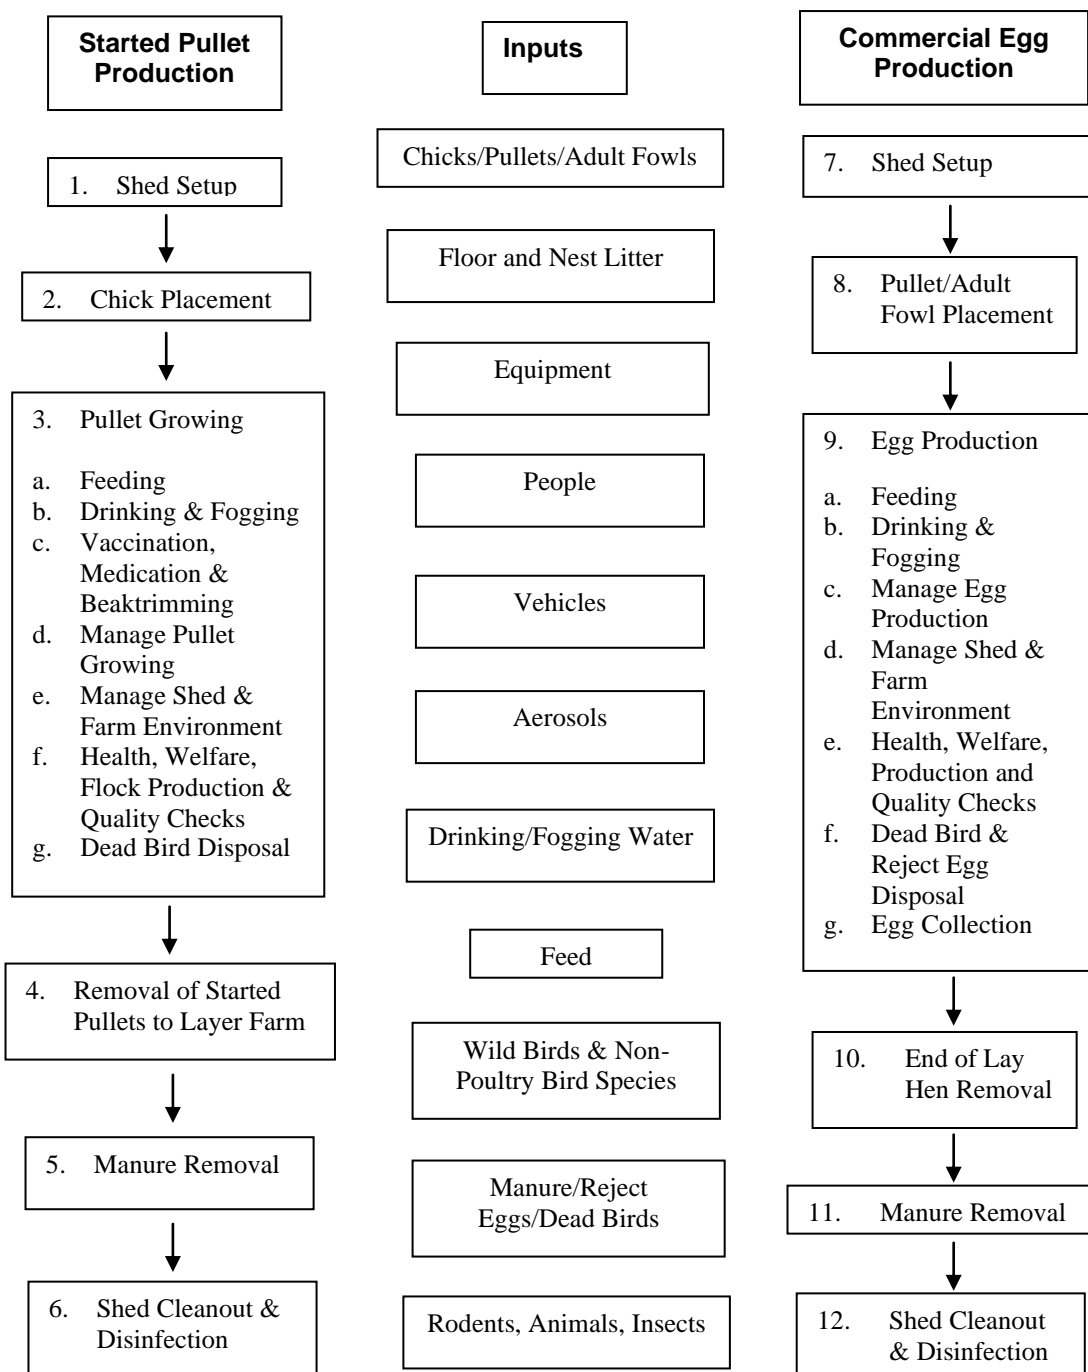 Started Pullet
Production
1. Shed Setup
2. Chick Placement
3. Pullet Growing
a. Feeding
b. Drinking & Fogging
c. Vaccination,
Medication &
Beaktrimming
d. Manage Pullet
Growing
e. Manage Shed &
Farm Environment
f. Health, Welfare,
Flock Production &
Quality Checks
g. Dead Bird Disposal
4. Removal of Started
Pullets to Layer Farm
5. Manure Removal
6. Shed Cleanout &
Disinfection
Inputs
Chicks/Pullets/Adult Fowls
Floor and Nest Litter
Equipment
People
Vehicles
Aerosols
Drinking/Fogging Water
Feed
Wild Birds & Non-
Poultry Bird Species
Manure/Reject
Eggs/Dead Birds
Rodents, Animals, Insects
Commercial Egg
Production
7. Shed Setup
8. Pullet/Adult
Fowl Placement
9. Egg Production
a. Feeding
b. Drinking &
Fogging
c. Manage Egg
Production
d. Manage Shed &
Farm
Environment
e. Health, Welfare,
Production and
Quality Checks
f. Dead Bird &
Reject Egg
Disposal
g. Egg Collection
10. End of Lay
Hen Removal
11. Manure Removal
12. Shed Cleanout
& Disinfection